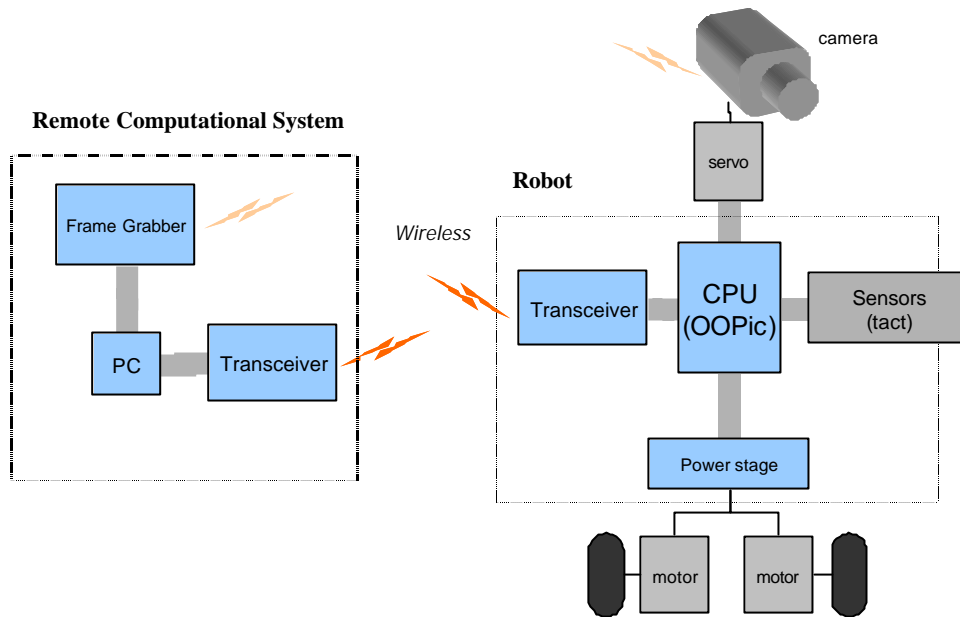 camera
Remote Computational System
servo
Robot
Frame Grabber
Wireless
CPU
(OOPic)
Transceiver
Sensors
(tact)
PC
Transceiver
Power stage
motor
motor